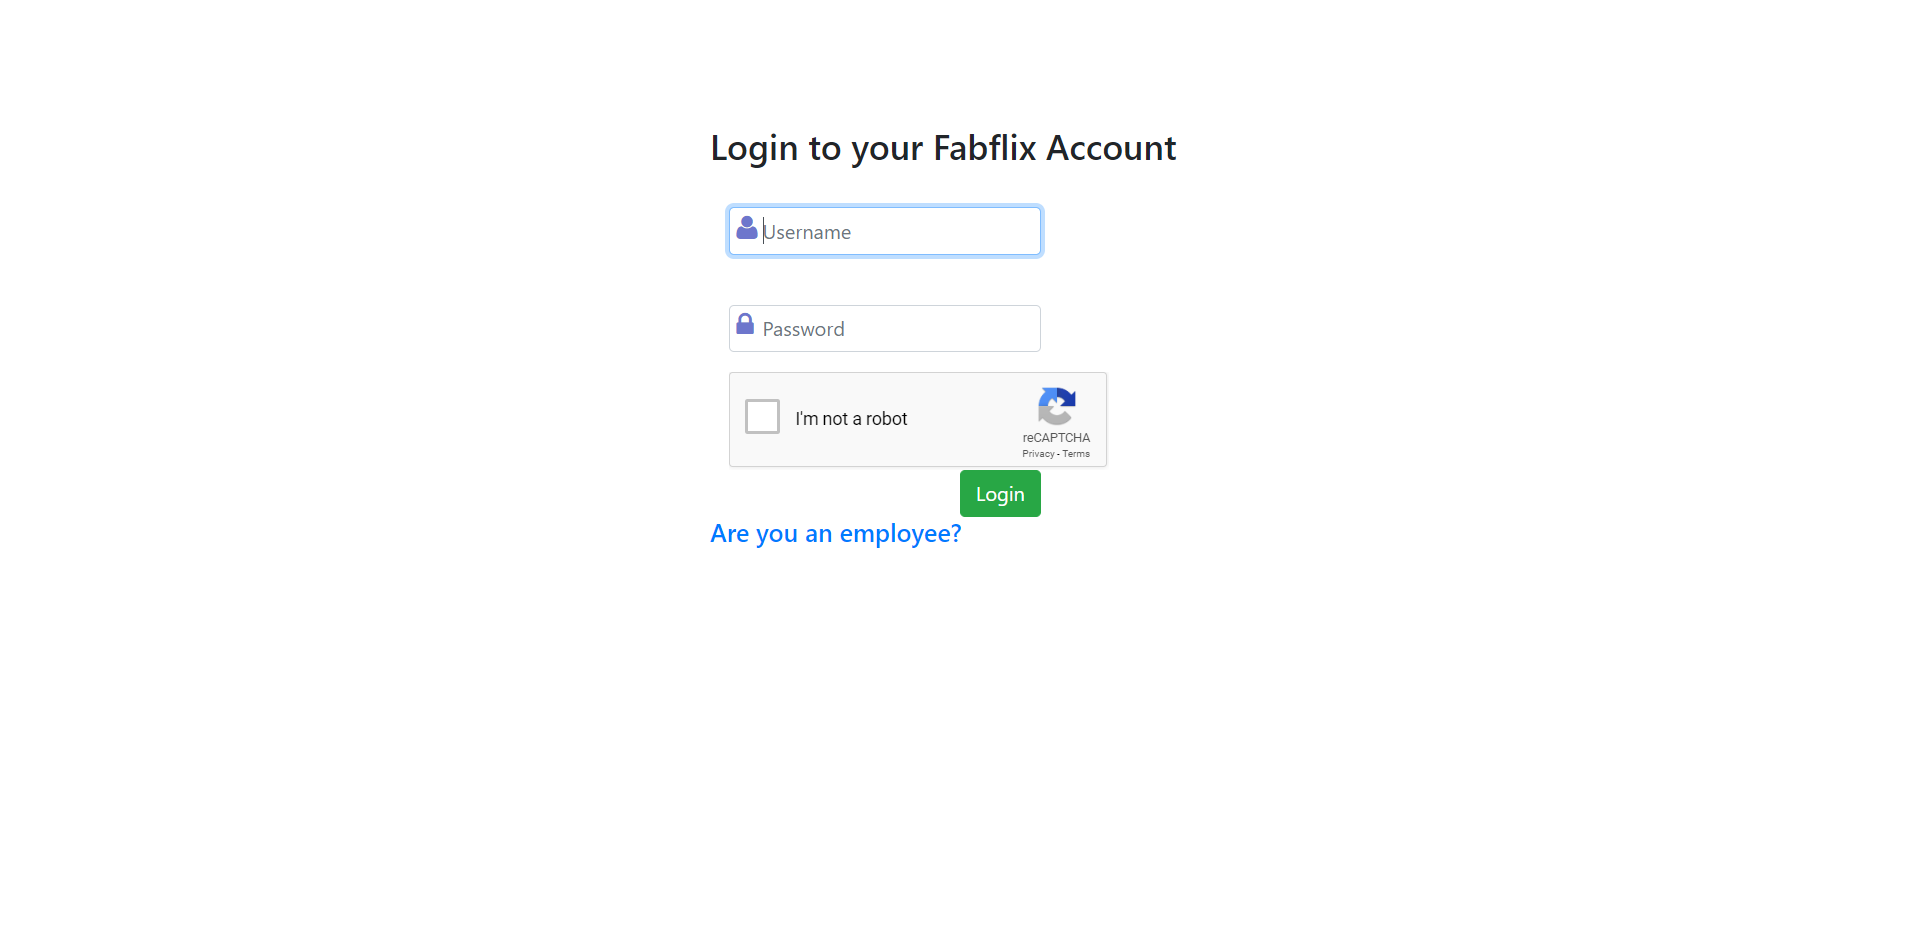 Login to your Fabflix Account
Username
Password
I'm not a robot
reCAPTCHA
Privacy - Terms
Login
Are you an employee?